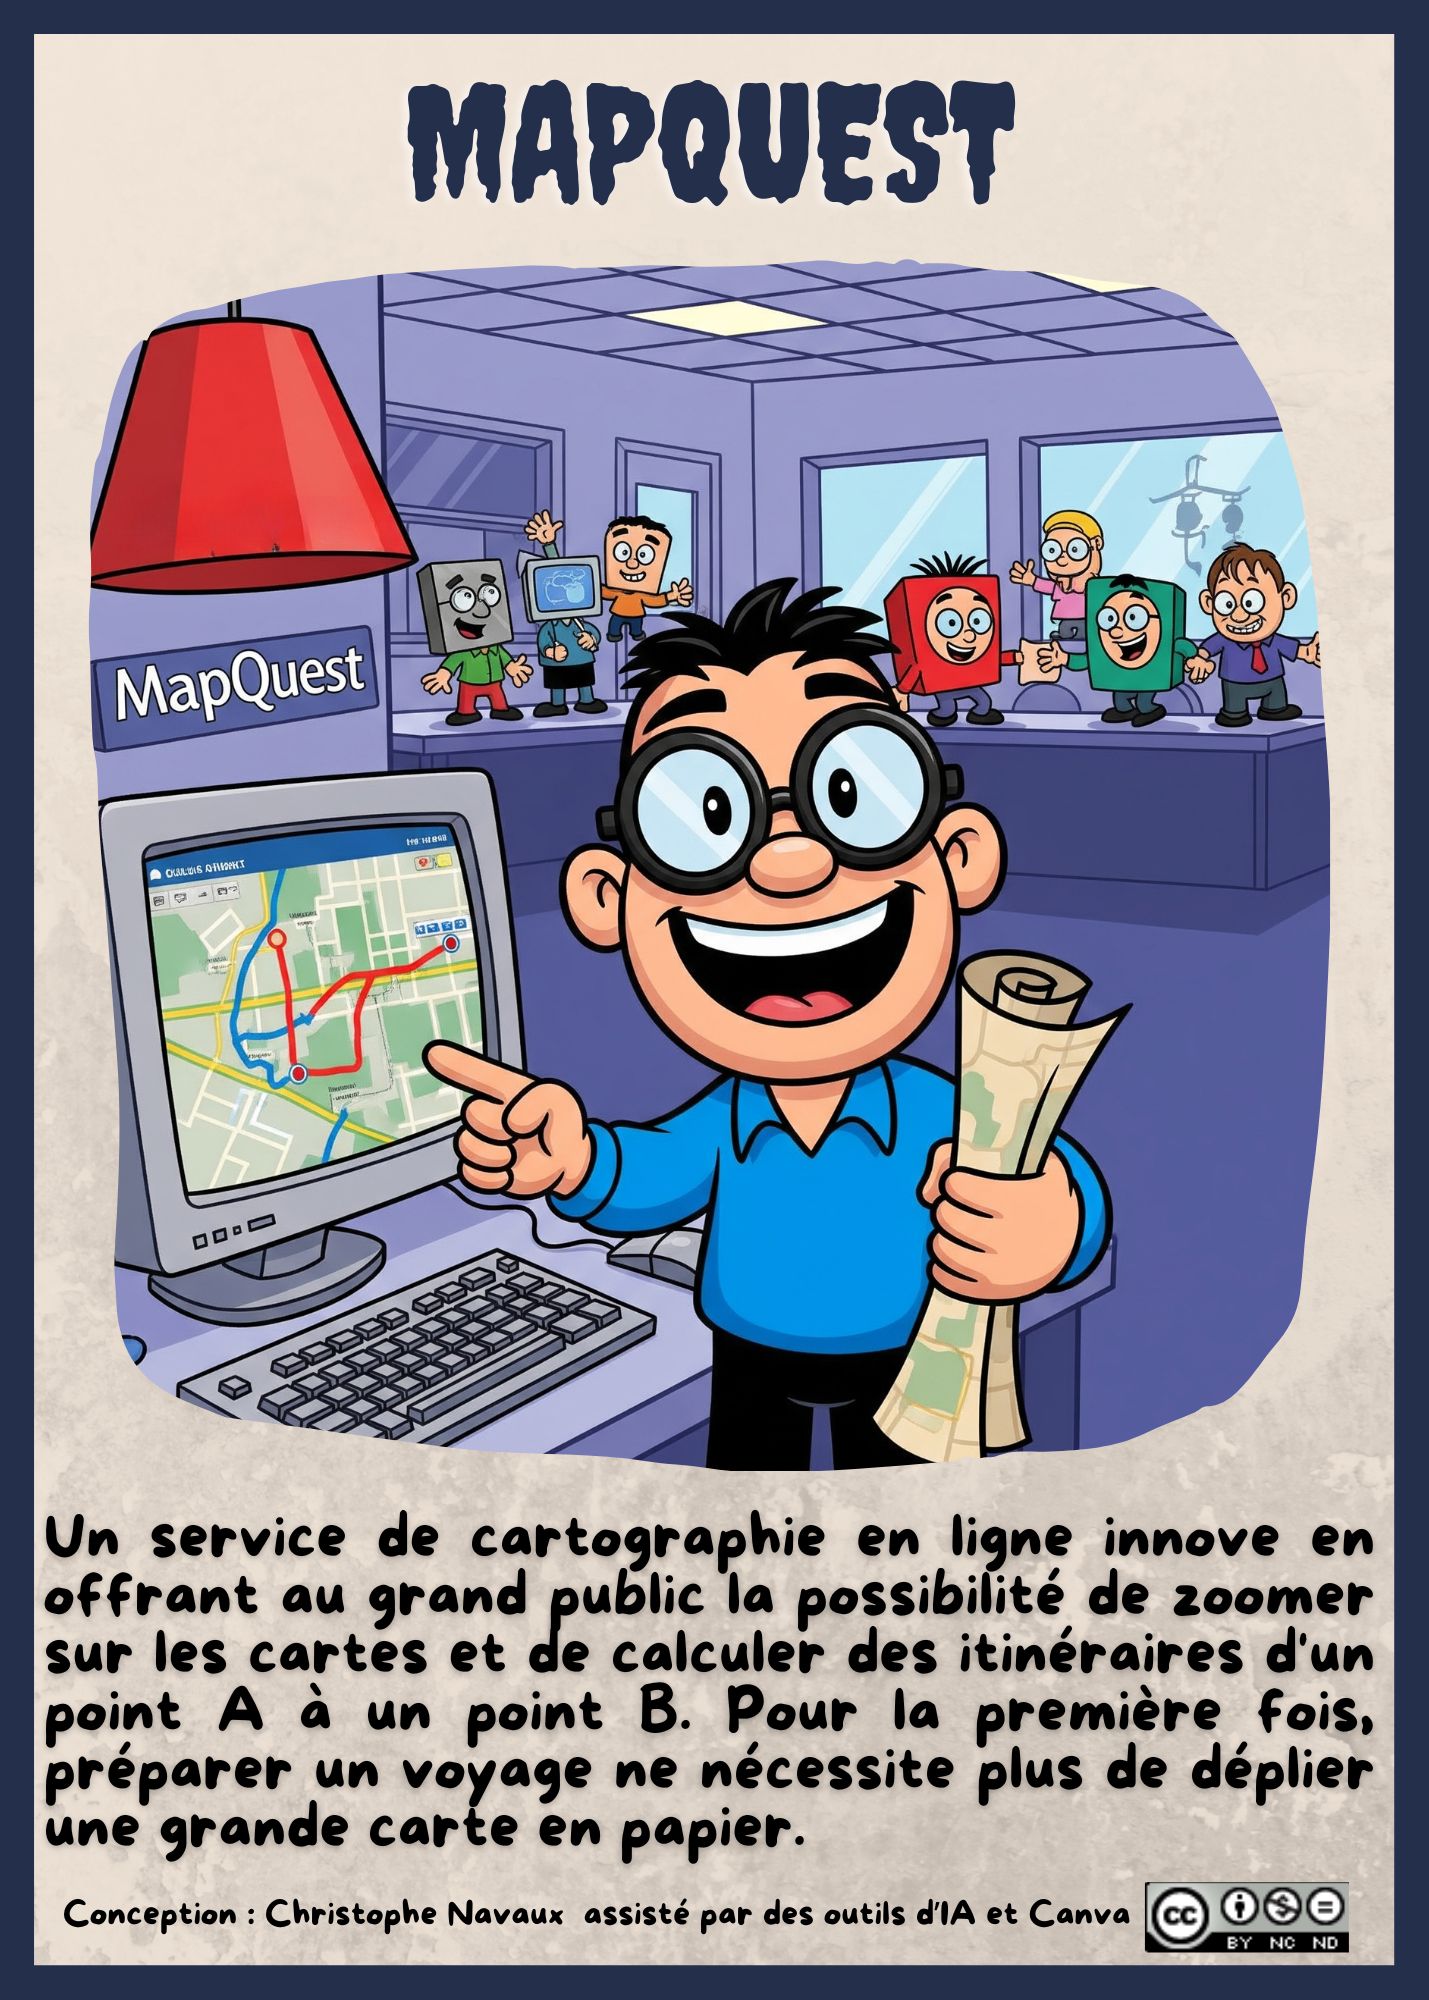 MAPQUEST
MapQuest
Un service de cartographie en ligne innove en
offrant au grand public la possibilité de zoomer
sur les cartes et de calculer des itinéraires d'un
point A à un point B. Pour la première fois,
préparer un voyage ne nécessite plus de déplier
une grande carte en papier.
Conception : Christophe Navaux assisté par des outils d'IA et Canva
cc
BY NC ND